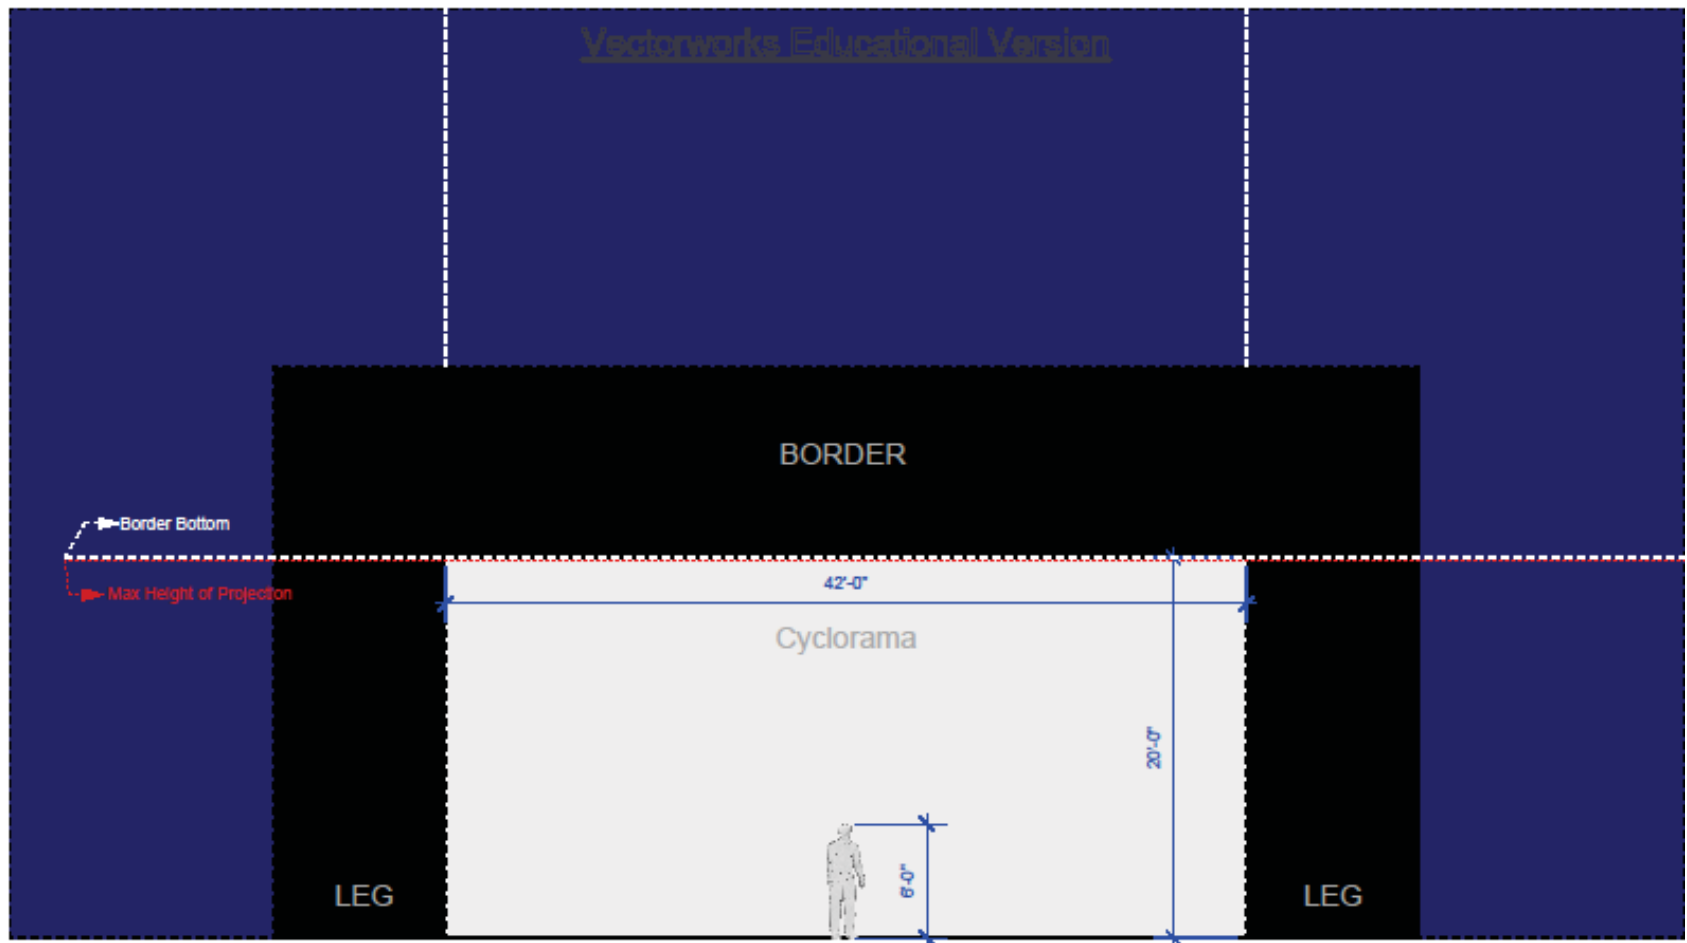 Vectorworks Educational Version
BORDER
Border Bottom
Max Height of Projection
42'-0"
Cyclorama
20'-0"
6'-0"
LEG
LEG